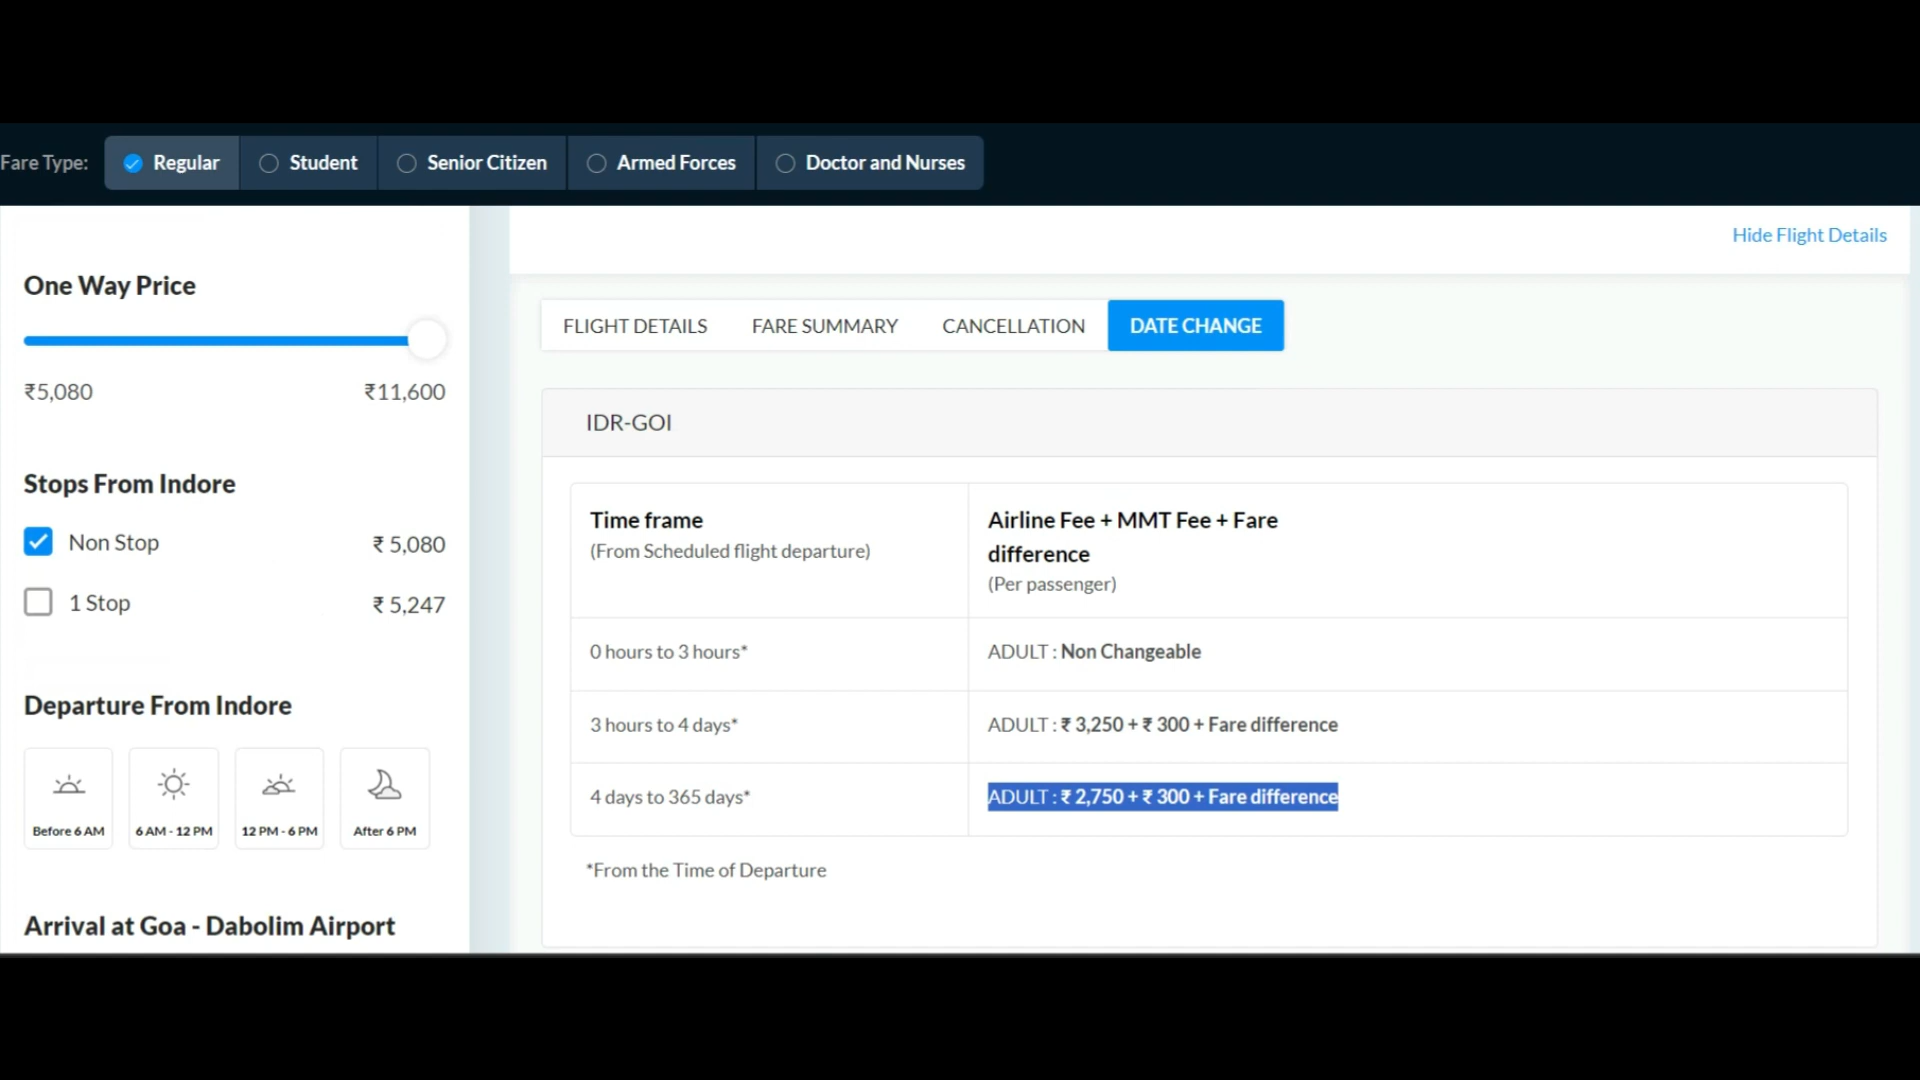 Fare Type:
Regular
Student
Senior Citizen
Armed Forces
Doctor and Nurses
One Way Price
₹5,080
₹11,600
Stops From Indore
Non Stop
₹ 5,080
1 Stop
₹ 5,247
Departure From Indore
Before 6 AM
6 AM - 12 PM
12 PM - 6 PM
After 6 PM
Arrival at Goa - Dabolim Airport
Hide Flight Details
FLIGHT DETAILS
FARE SUMMARY
CANCELLATION
DATE CHANGE
IDR-GOI
Time frame
(From Scheduled flight departure)
Airline Fee + MMT Fee + Fare
difference
(Per passenger)
0 hours to 3 hours*
ADULT : Non Changeable
3 hours to 4 days*
ADULT : ₹ 3,250 + ₹ 300 + Fare difference
4 days to 365 days*
ADULT : ₹ 2,750 + ₹ 300 + Fare difference
*From the Time of Departure